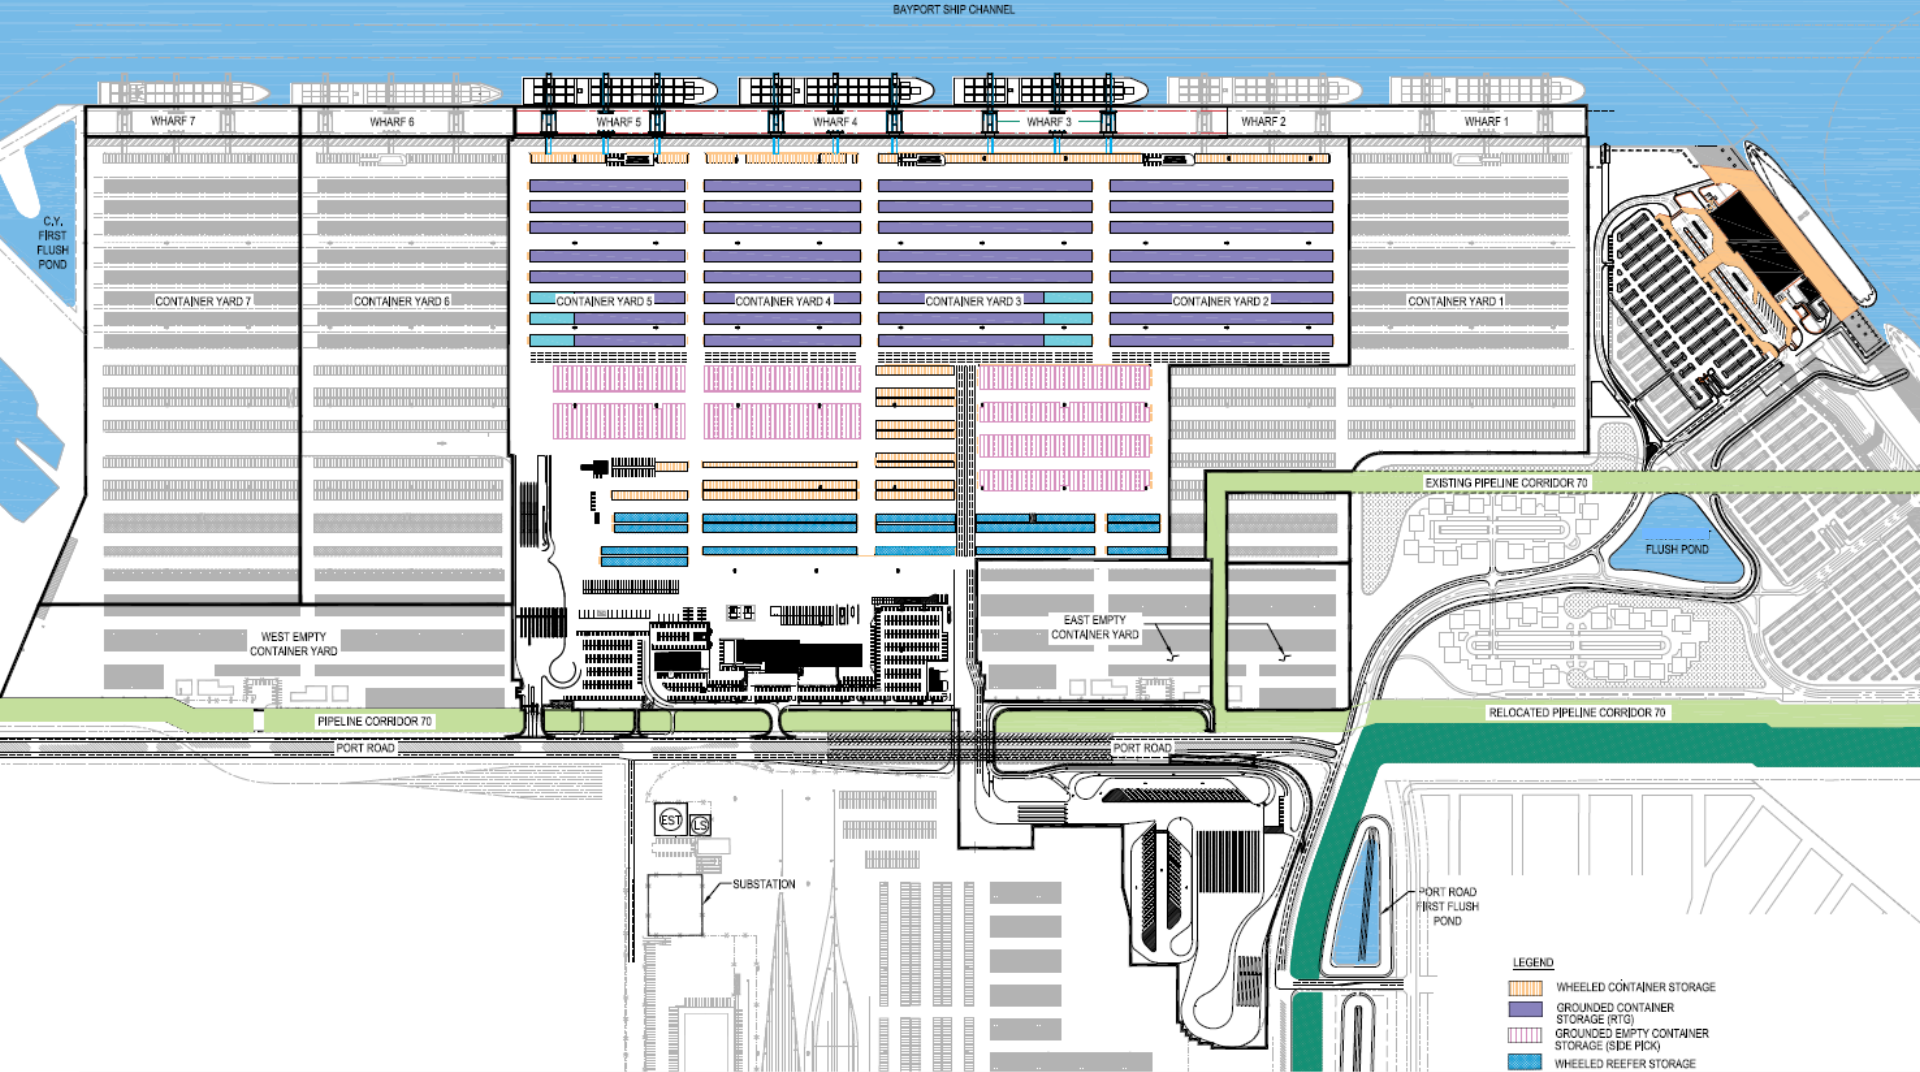 BAYPORT SHIP CHANNEL
WHARF 7
WHARF 6
WHARF 5
WHARF 4
WHARF 3
WHARF 2
WHARF 1
C.Y.
FIRST
FLUSH
POND
CONTAINER YARD 7
CONTAINER YARD 6
CONTAINER YARD 5
CONTAINER YARD 4
CONTAINER YARD 3
CONTAINER YARD 2
CONTAINER YARD 1
EXISTING PIPELINE CORRIDOR 70
FLUSH POND
EAST EMPTY
CONTAINER YARD
WEST EMPTY
CONTAINER YARD
RELOCATED PIPELINE CORRIDOR 70
PIPELINE CORRIDOR 70
PORT ROAD
PORT ROAD
EST
LS
SUBSTATION
PORT ROAD
FIRST FLUSH
POND
LEGEND
WHEELED CONTAINER STORAGE
GROUNDED CONTAINER
STORAGE (RTG)
GROUNDED EMPTY CONTAINER
STORAGE (SIDE PICK)
WHEELED REEFER STORAGE